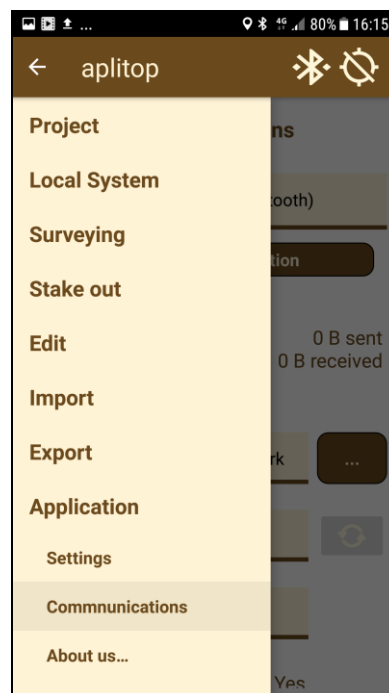 ... 4G 80% 16:15
aplitop
Project
ns
Local System
tooth)
Surveying
tion
Stake out
Edit
0 B sent
0 B received
Import
Export
rk ...
Application
Settings
Commnunications
About us...
Yes